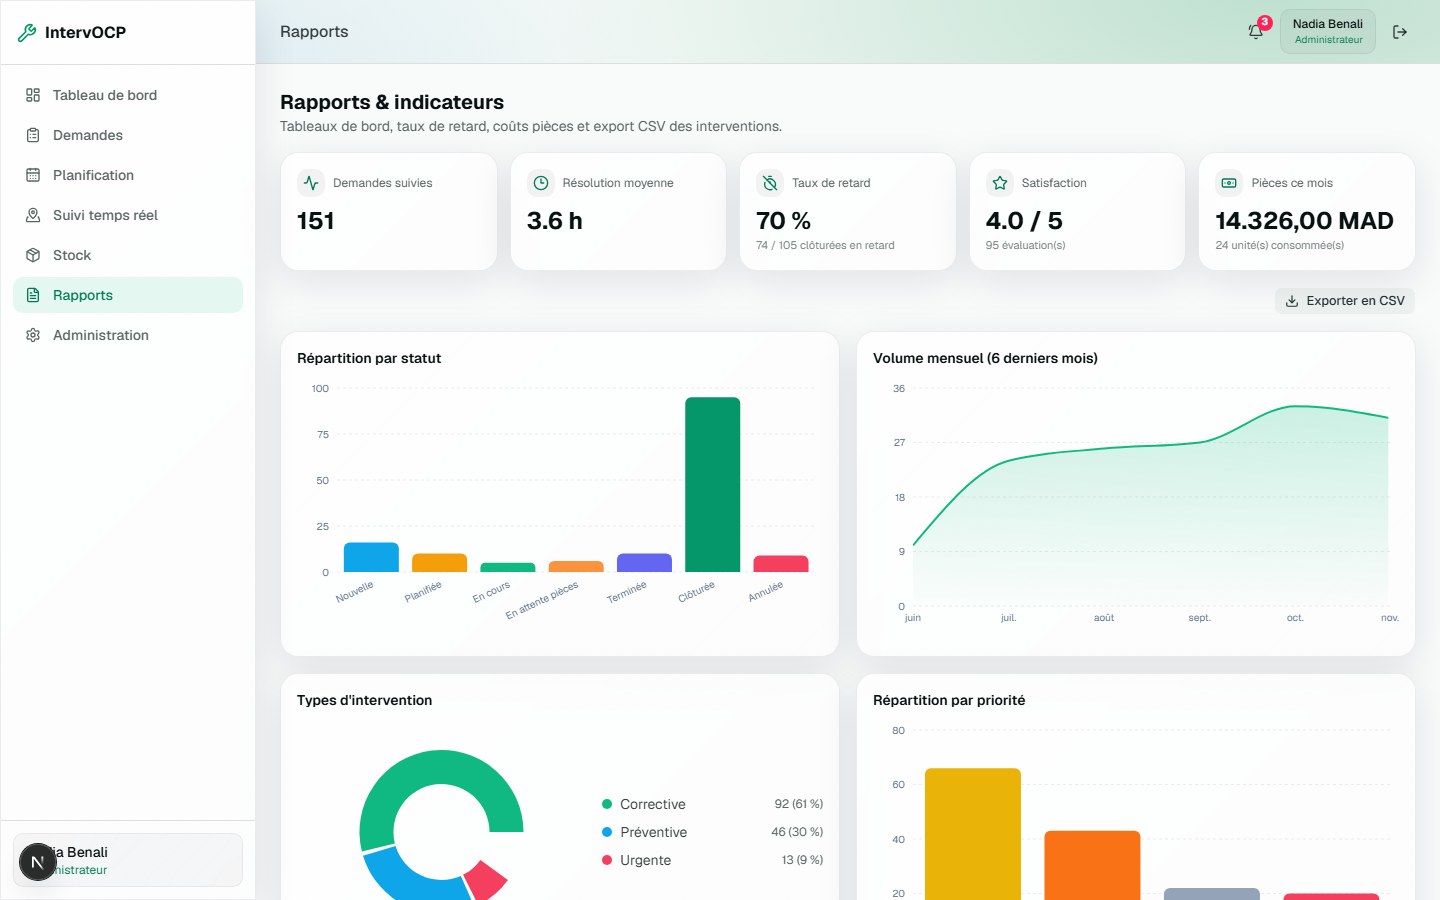 IntervOCP
Tableau de bord
Demandes
Planification
Suivi temps réel
Stock
Rapports
Administration
Rapports
3
Nadia Benali
Administrateur
Rapports & indicateurs
Tableaux de bord, taux de retard, coûts pièces et export CSV des interventions.
Demandes suivies
151
Résolution moyenne
3.6 h
Taux de retard
70 %
74 / 105 clôturées en retard
Satisfaction
4.0 / 5
95 évaluation(s)
Pièces ce mois
14.326,00 MAD
24 unité(s) consommée(s)
Exporter en CSV
Répartition par statut
100
75
50
25
0
Nouvelle
Planifiée
En cours
En attente pièces
Terminée
Clôturée
Annulée
Volume mensuel (6 derniers mois)
36
27
18
9
0
juin
juil.
août
sept.
oct.
nov.
Types d'intervention
Corrective 92 (61 %)
Préventive 46 (30 %)
Urgente 13 (9 %)
Répartition par priorité
80
60
40
20
N
ia Benali
nistrateur